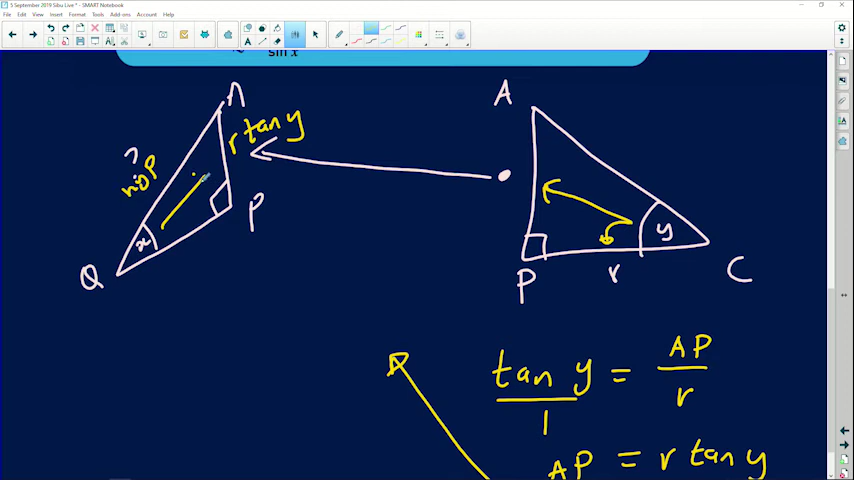 5 September 2019 Sibu Live * - SMART Notebook
File Edit View Insert Format Tools Add-ons Account Help
sin x
A
r tan y
?
P
x
Q
A
y
P
r
C
tan y = AP
1 r
AP = r tan y